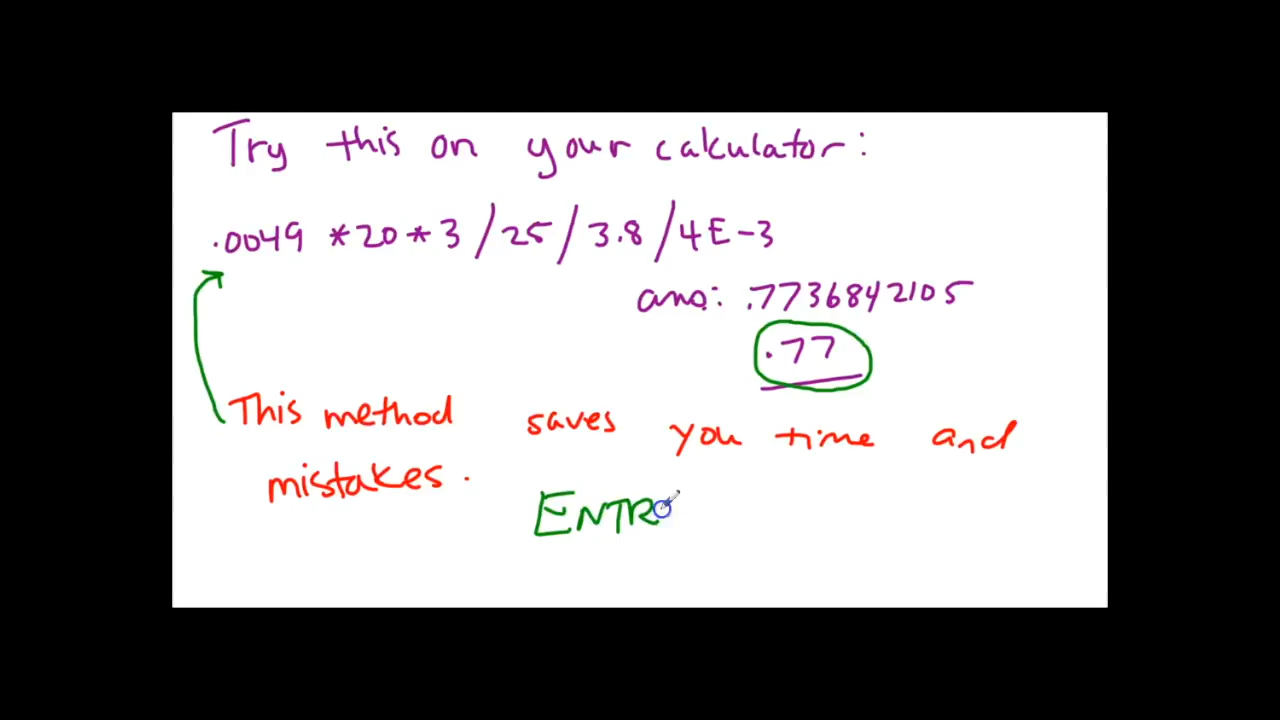 Try this on your calculator:
.0049 *20*3/25/3.8/4E-3
ans: .7736842105
.77
This method saves you time and
mistakes.
ENTR